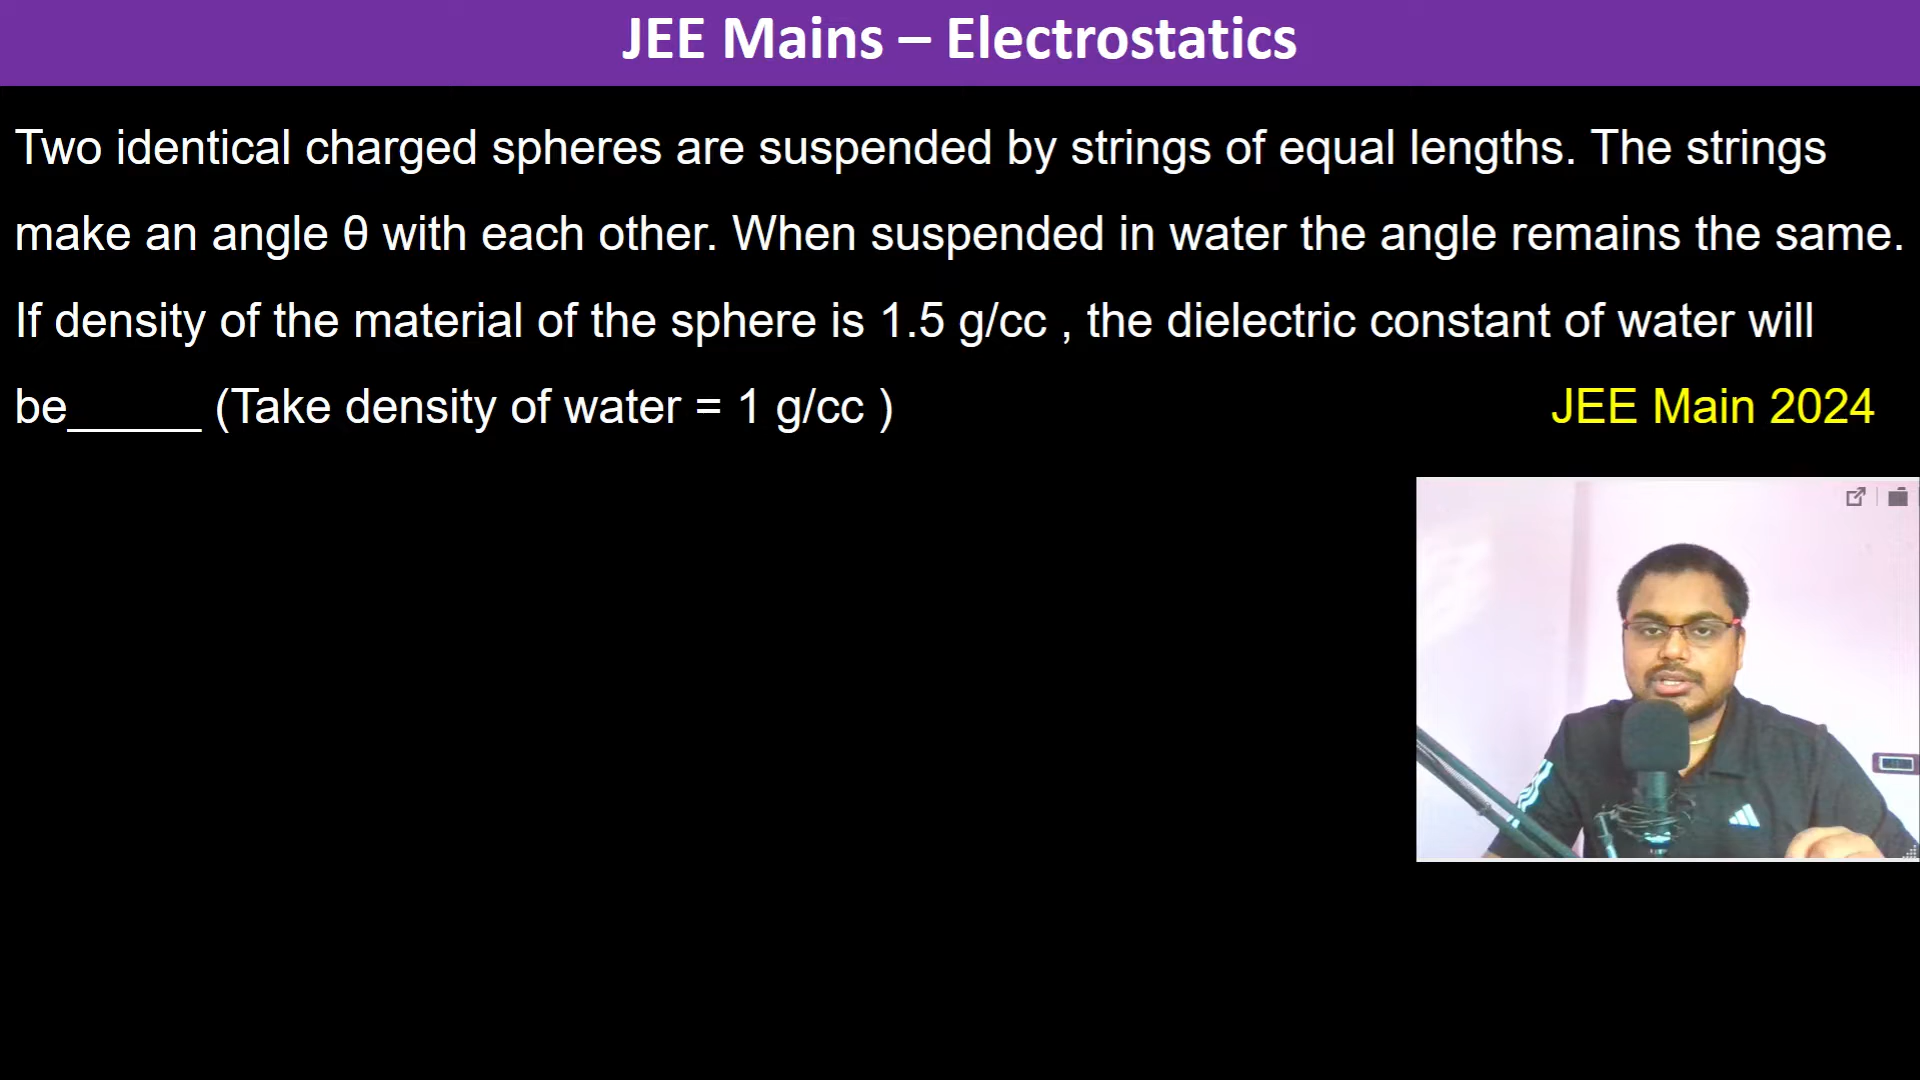 JEE Mains – Electrostatics
Two identical charged spheres are suspended by strings of equal lengths. The strings
make an angle θ with each other. When suspended in water the angle remains the same.
If density of the material of the sphere is 1.5 g/cc , the dielectric constant of water will
be_____ (Take density of water = 1 g/cc )
JEE Main 2024